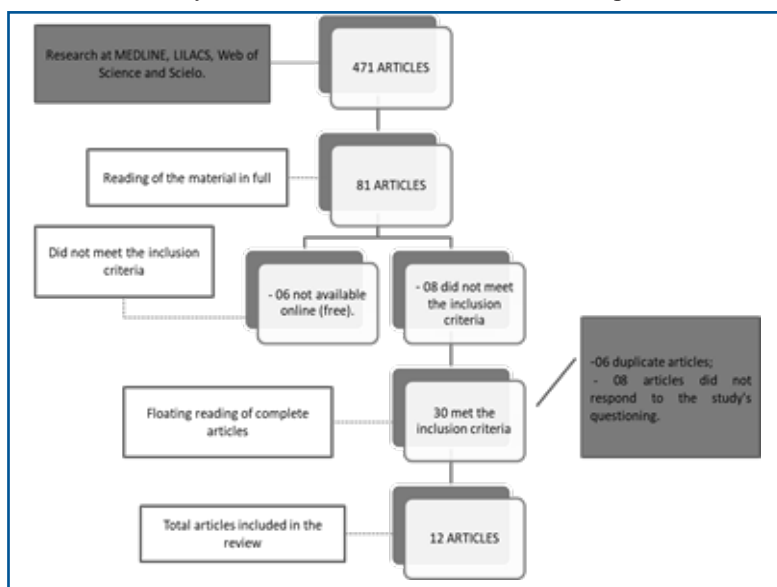 Research at MEDLINE, LILACS, Web of
Science and Scielo.
471 ARTICLES
Reading of the material in full
81 ARTICLES
Did not meet the inclusion
criteria
- 06 not available
online (free).
- 08 did not meet
the inclusion
criteria
-06 duplicate articles;
- 08 articles did not
respond to the study's
questioning.
Floating reading of complete
articles
30 met the
inclusion criteria
Total articles included in the
review
12 ARTICLES